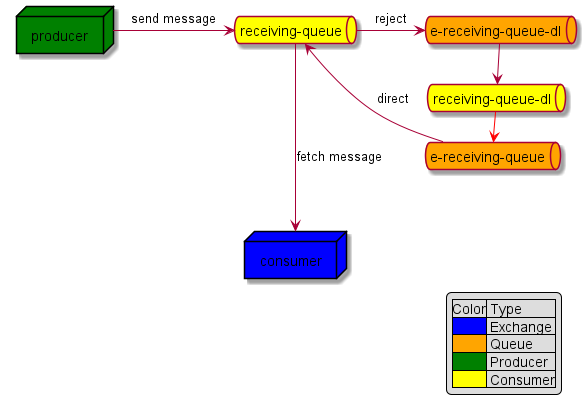 send message
reject
producer
receiving-queue
e-receiving-queue-dl
direct
receiving-queue-dl
fetch message
e-receiving-queue
consumer
Color Type
Exchange
Queue
Producer
Consumer